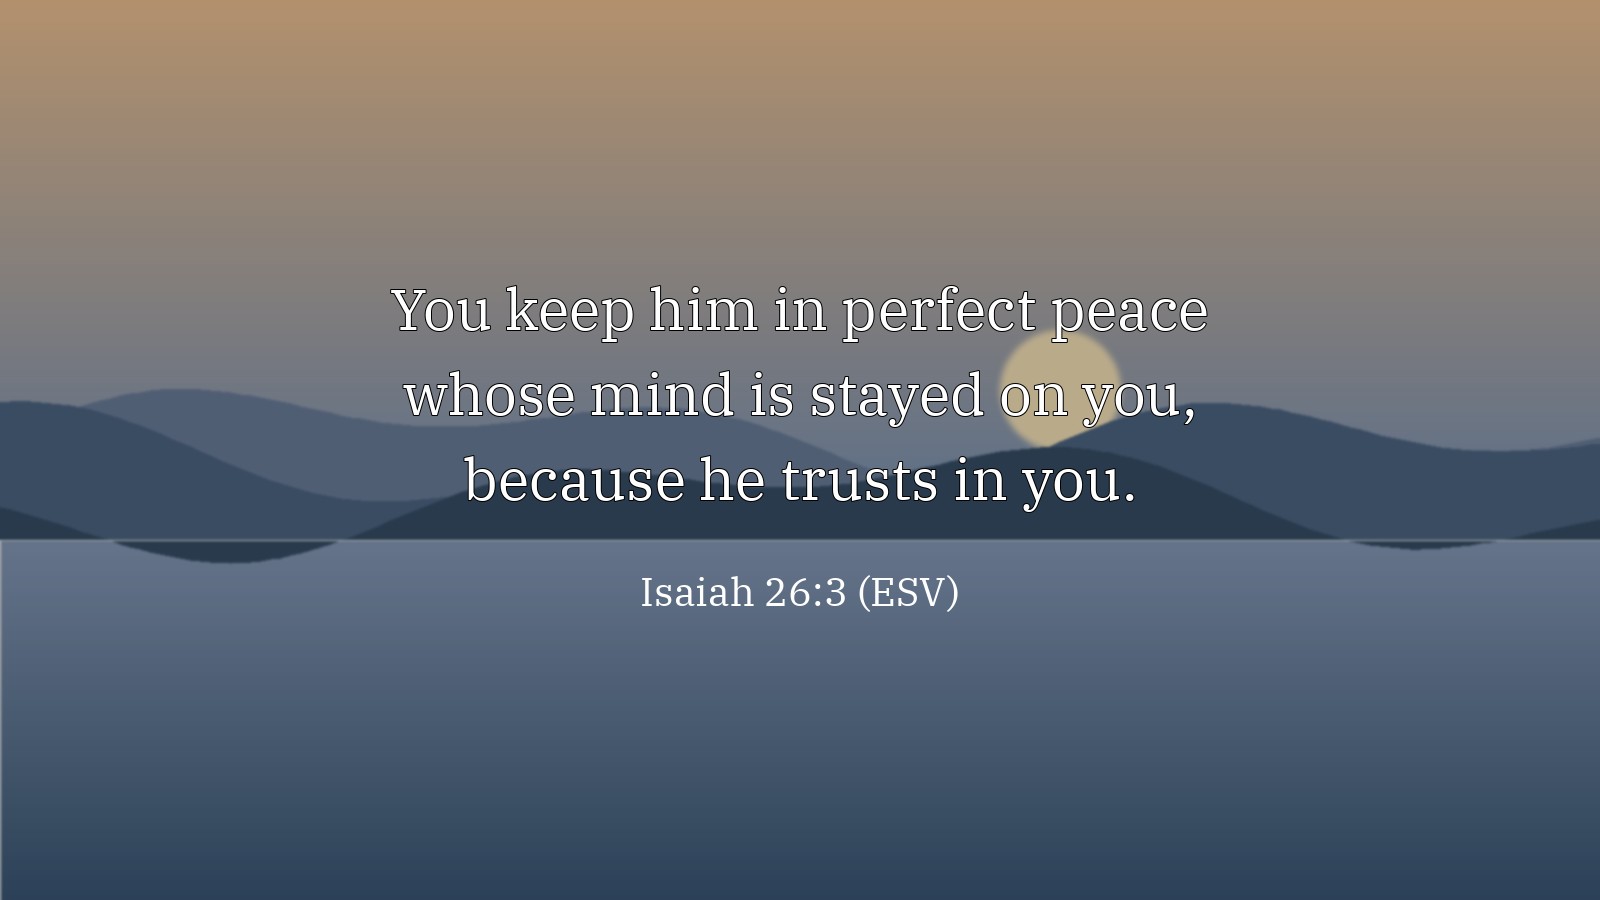 You keep him in perfect peace
whose mind is stayed on you,
because he trusts in you.
Isaiah 26:3 (ESV)